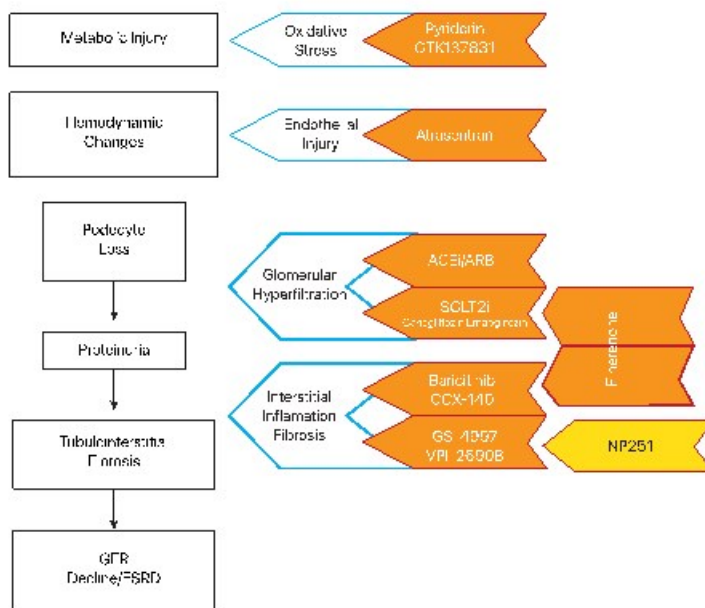 Metabolic Injury
Oxidative
Stress
Pyridorin
GTK137831
Hemodynamic
Changes
Endothelial
Injury
Atrasentran
Podocyte
Loss
Glomerular
Hyperfiltration
ACEi/ARB
SGLT2i
Proteinuria
Finerenone
Interstitial
Inflamation
Fibrosis
Baricitinib
CCX-140
Tubulointerstitial
Fibrosis
GS-4997
VPI-2690B
NP251
GFR
Decline/ESRD